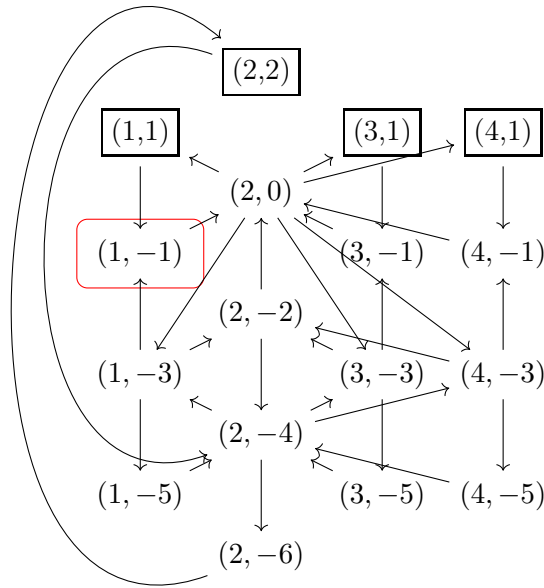 (2,2)
(1,1) (3,1) (4,1)
(2, 0)
(1, −1) (3, −1) (4, −1)
(2, −2)
(1, −3) (3, −3) (4, −3)
(2, −4)
(1, −5) (3, −5) (4, −5)
(2, −6)